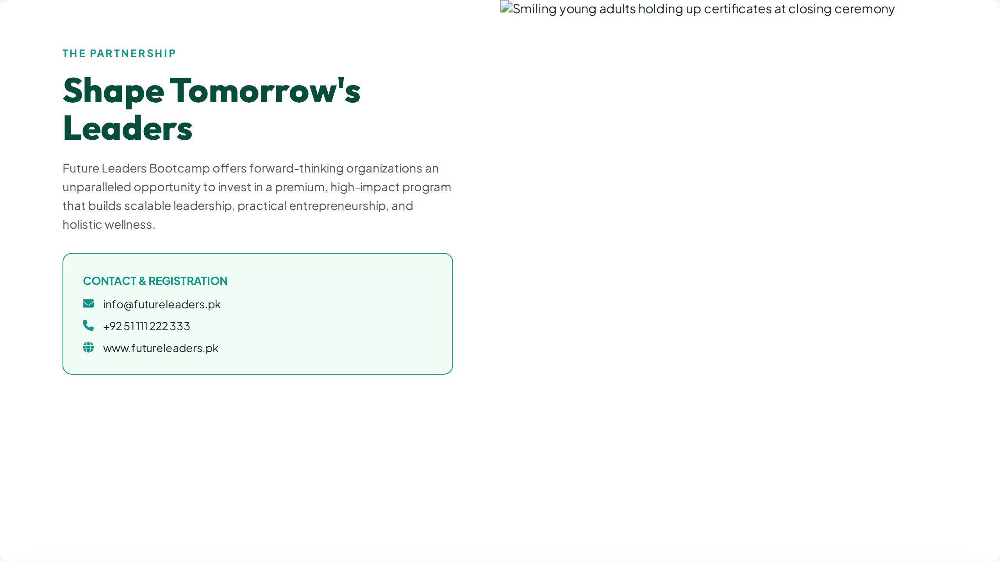 Smiling young adults holding up certificates at closing ceremony
THE PARTNERSHIP
Shape Tomorrow's
Leaders
Future Leaders Bootcamp offers forward-thinking organizations an
unparalleled opportunity to invest in a premium, high-impact program
that builds scalable leadership, practical entrepreneurship, and
holistic wellness.
CONTACT & REGISTRATION
info@futureleaders.pk
+92 51 111 222 333
www.futureleaders.pk